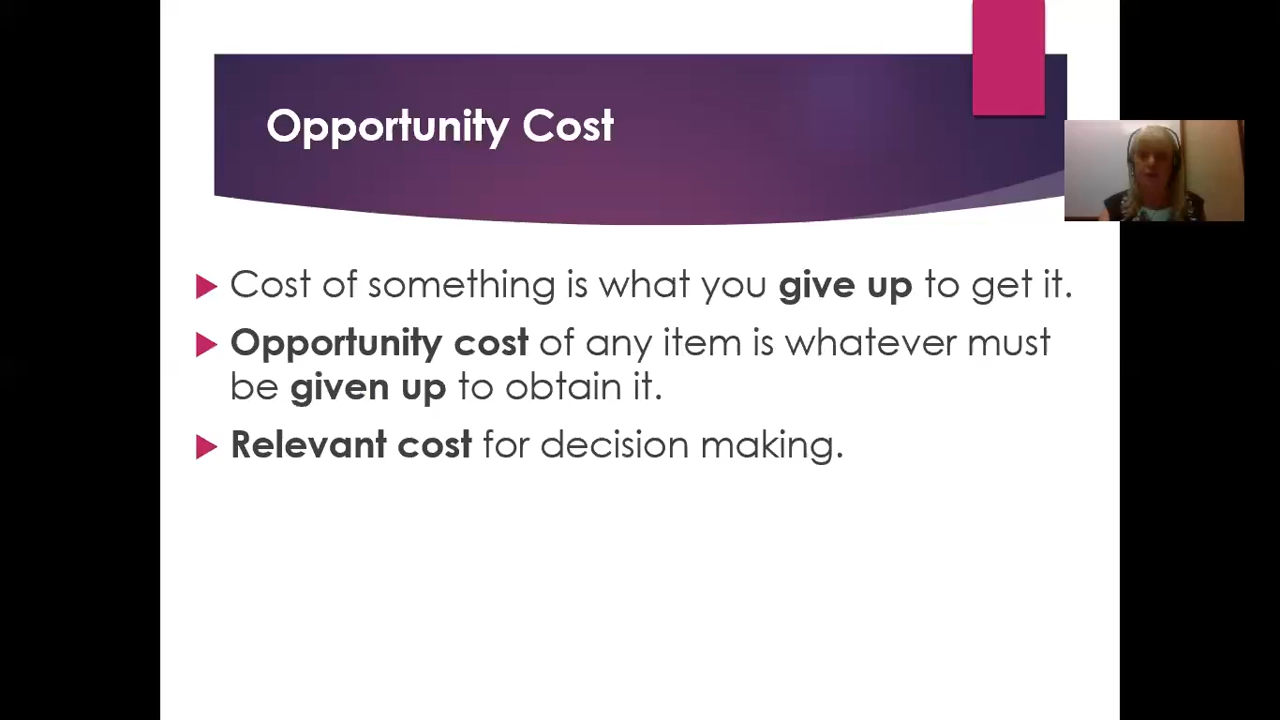 Opportunity Cost
Cost of something is what you give up to get it.
Opportunity cost of any item is whatever must
be given up to obtain it.
Relevant cost for decision making.